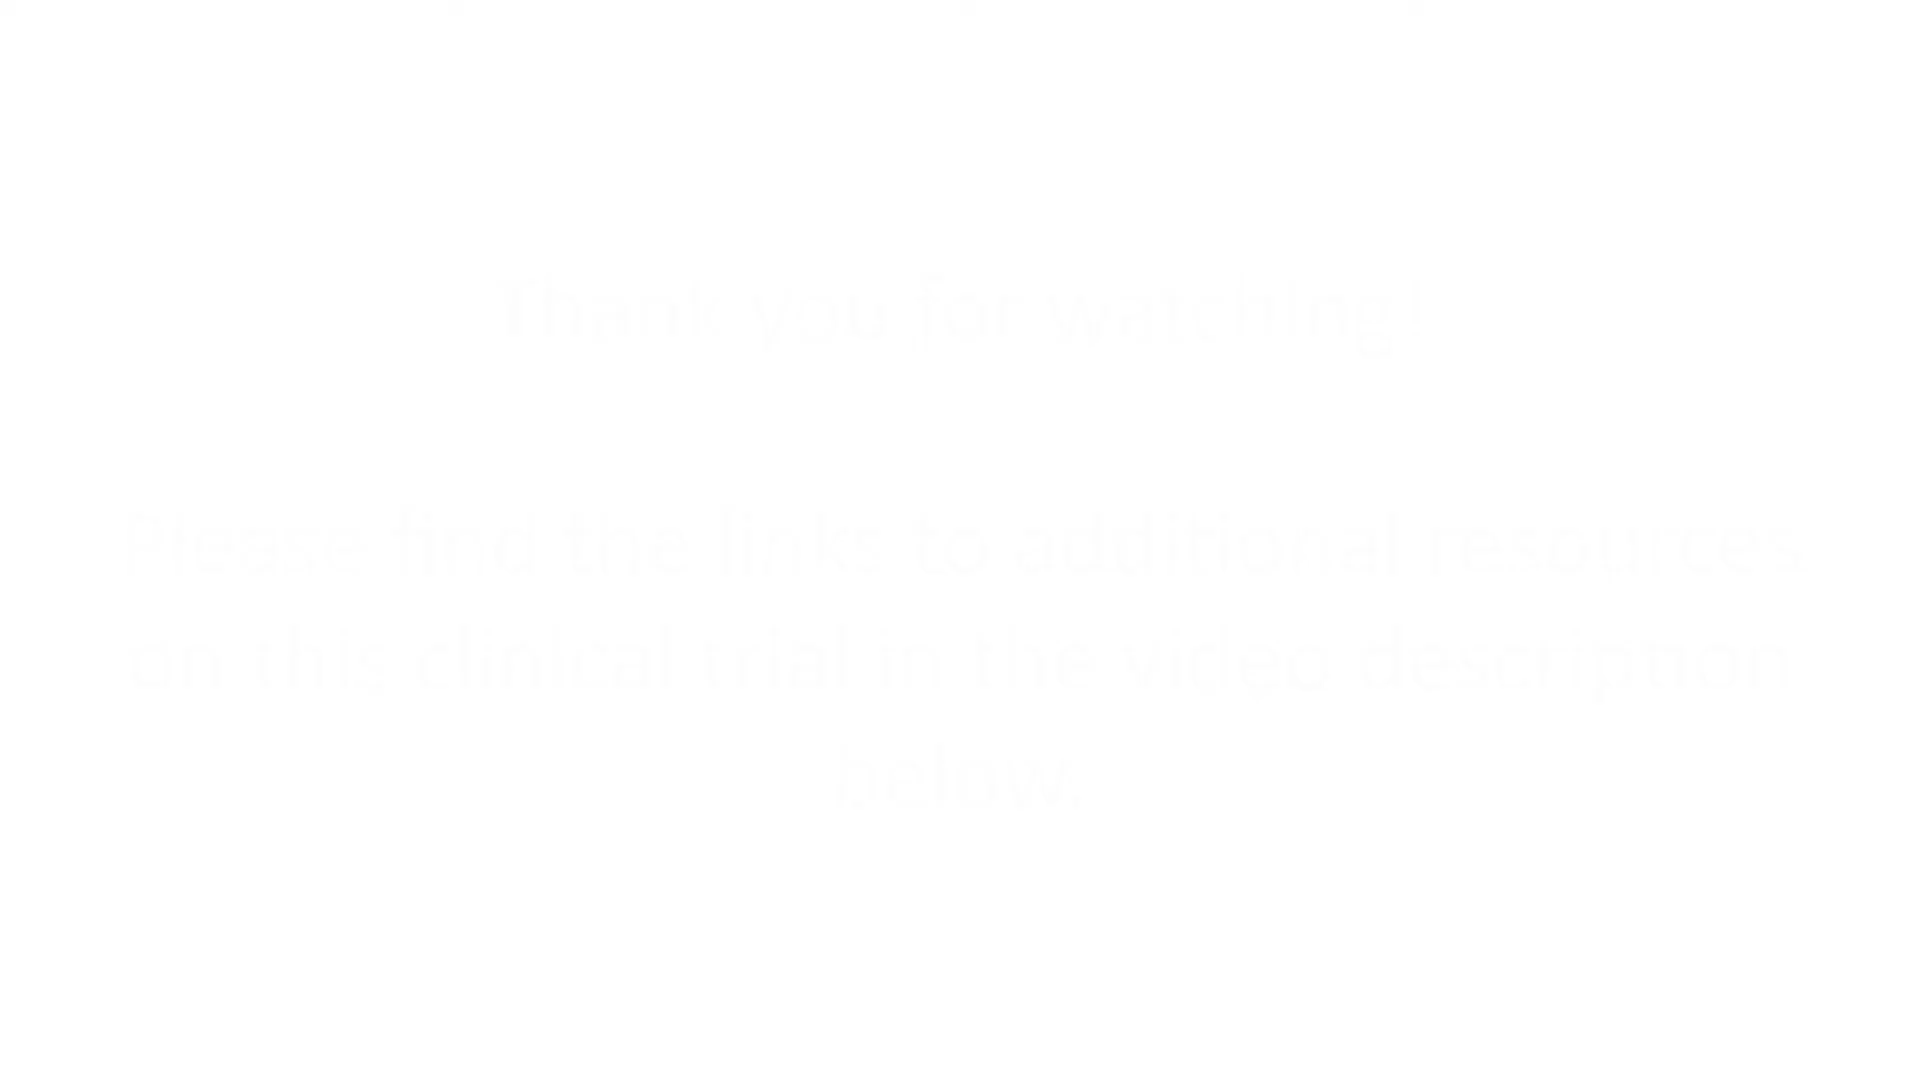 Thank you for watching!
Please find the links to additional resources
on this clinical trial in the video description
below.